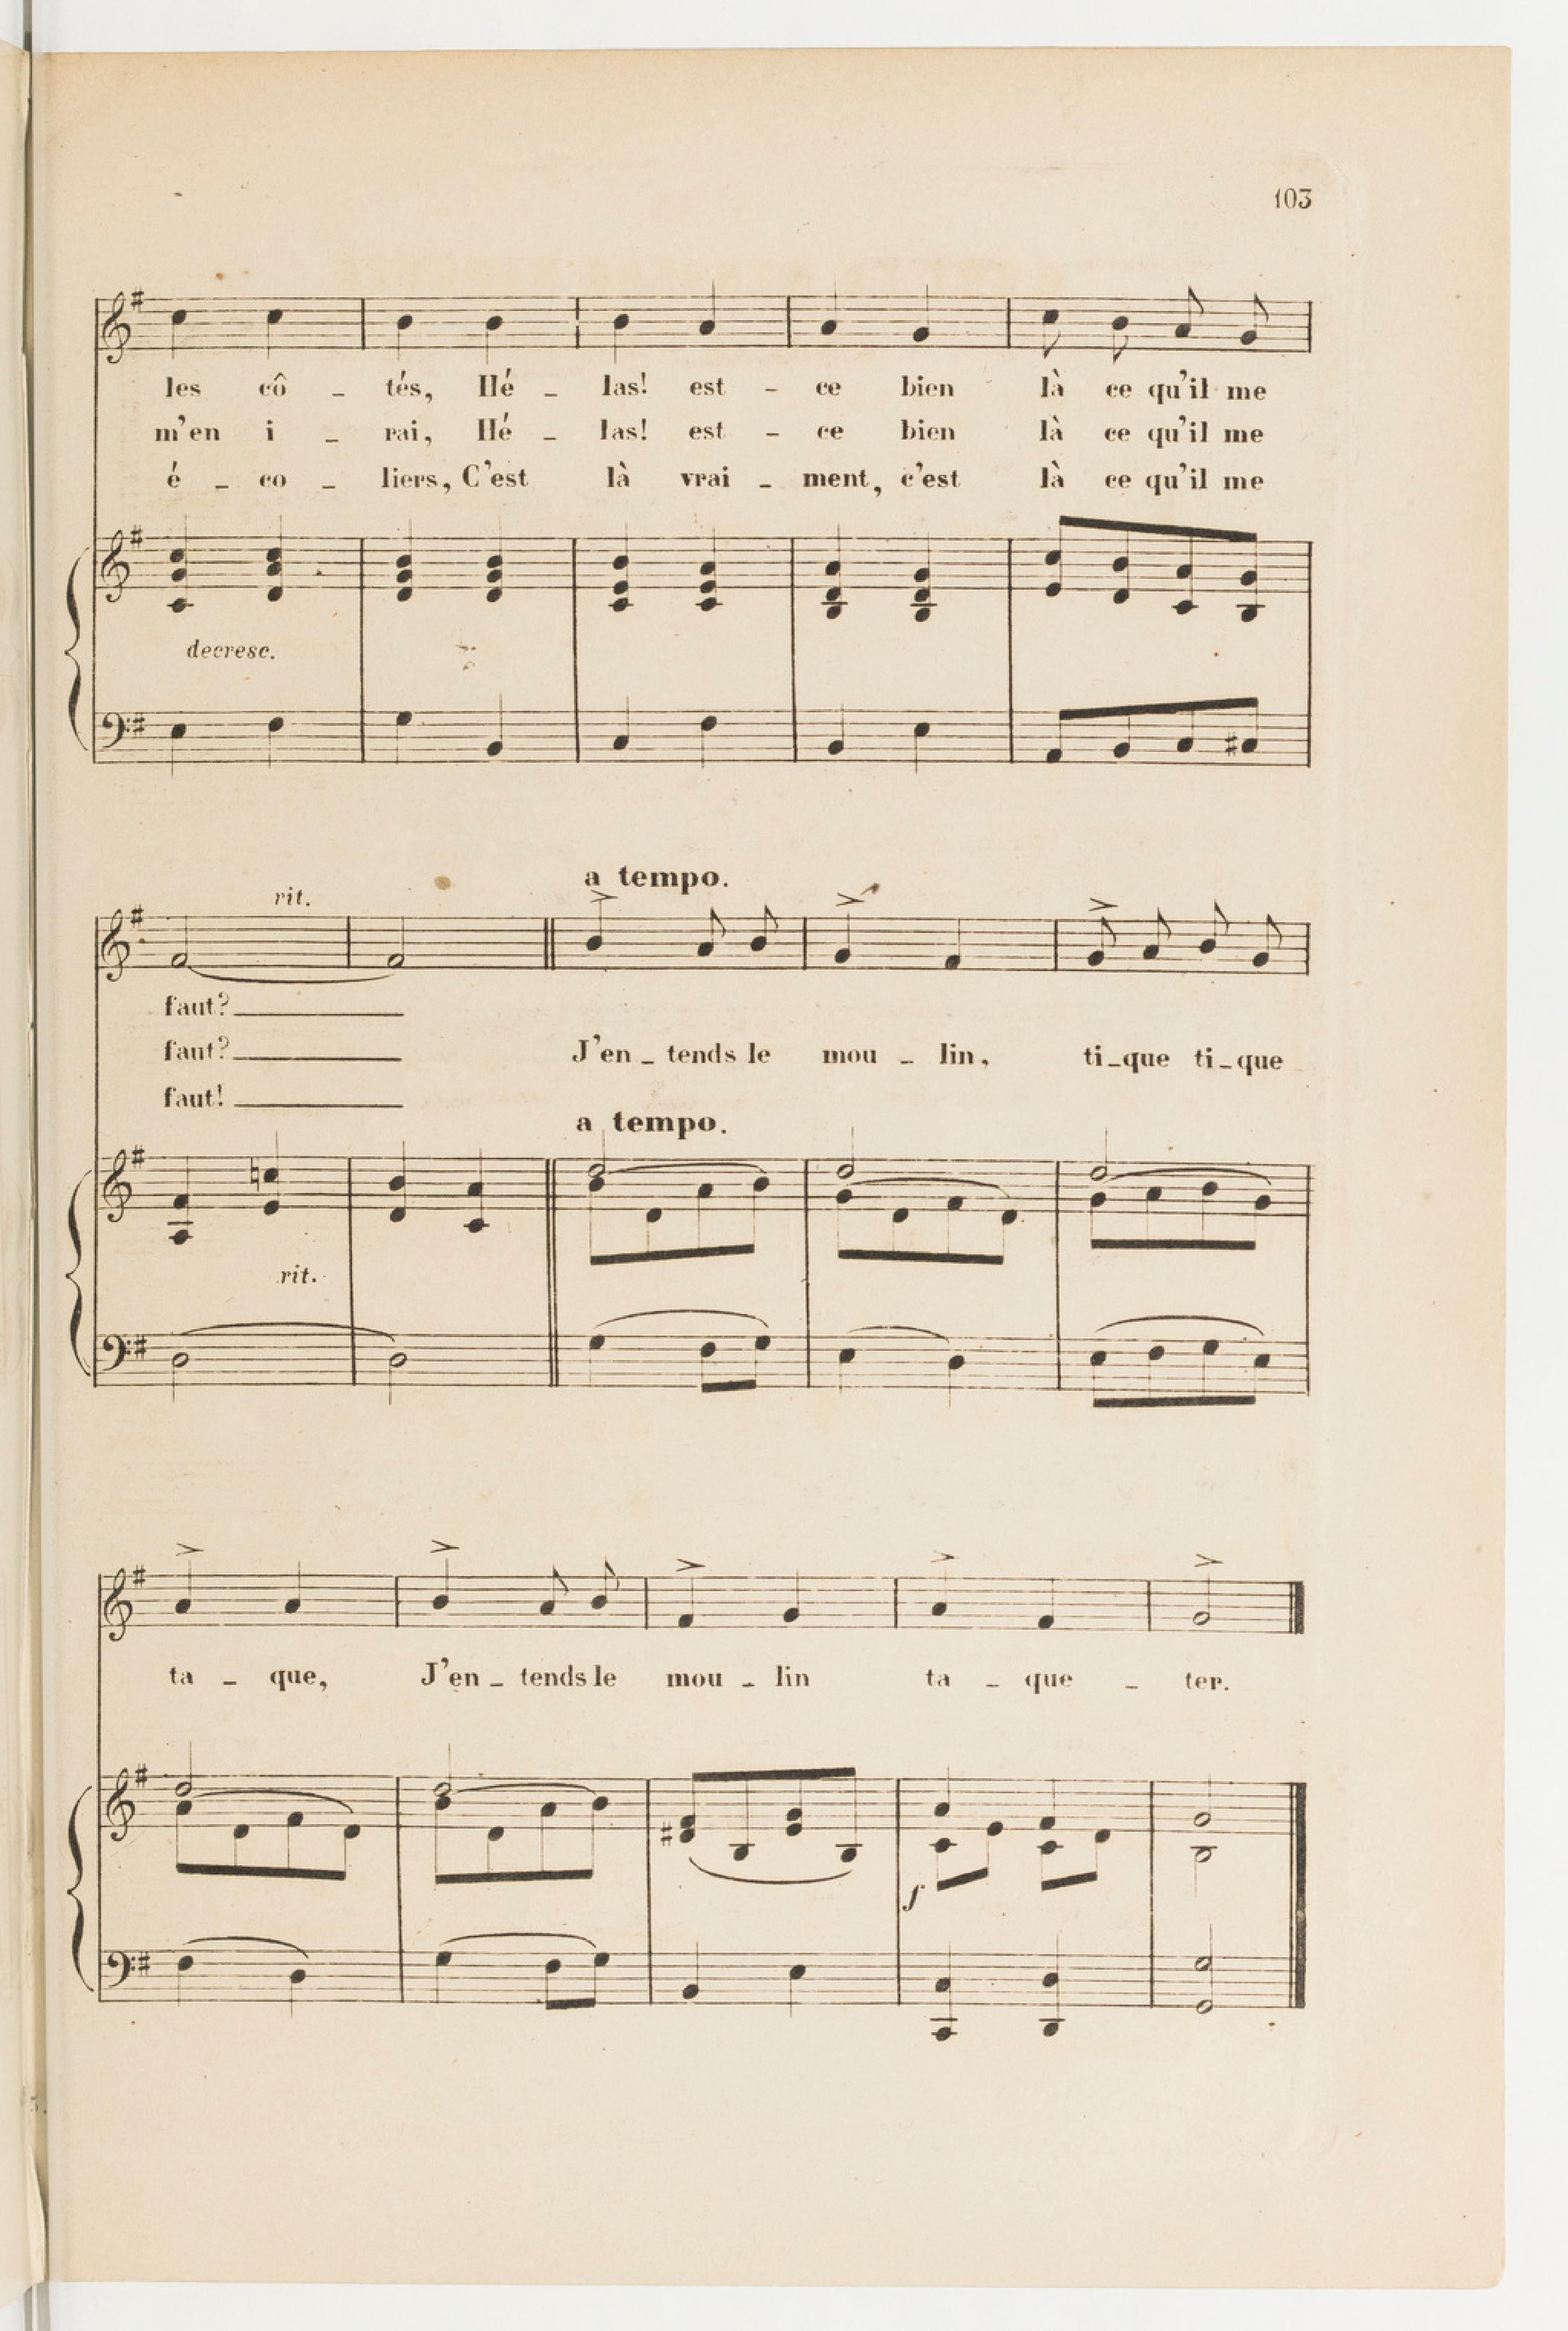 103
les cô - tés, Hé - las! est - ce bien là ce qu'il me
m'en i - rai, Hé - las! est - ce bien là ce qu'il me
é - co - liers, C'est là vrai - ment, c'est là ce qu'il me
decresc.
a tempo.
rit.
faut?
faut? J'en - tends le mou - lin, ti - que ti - que
faut!
a tempo.
rit.
ta - que, J'en - tends le mou - lin ta - que - ter.
f